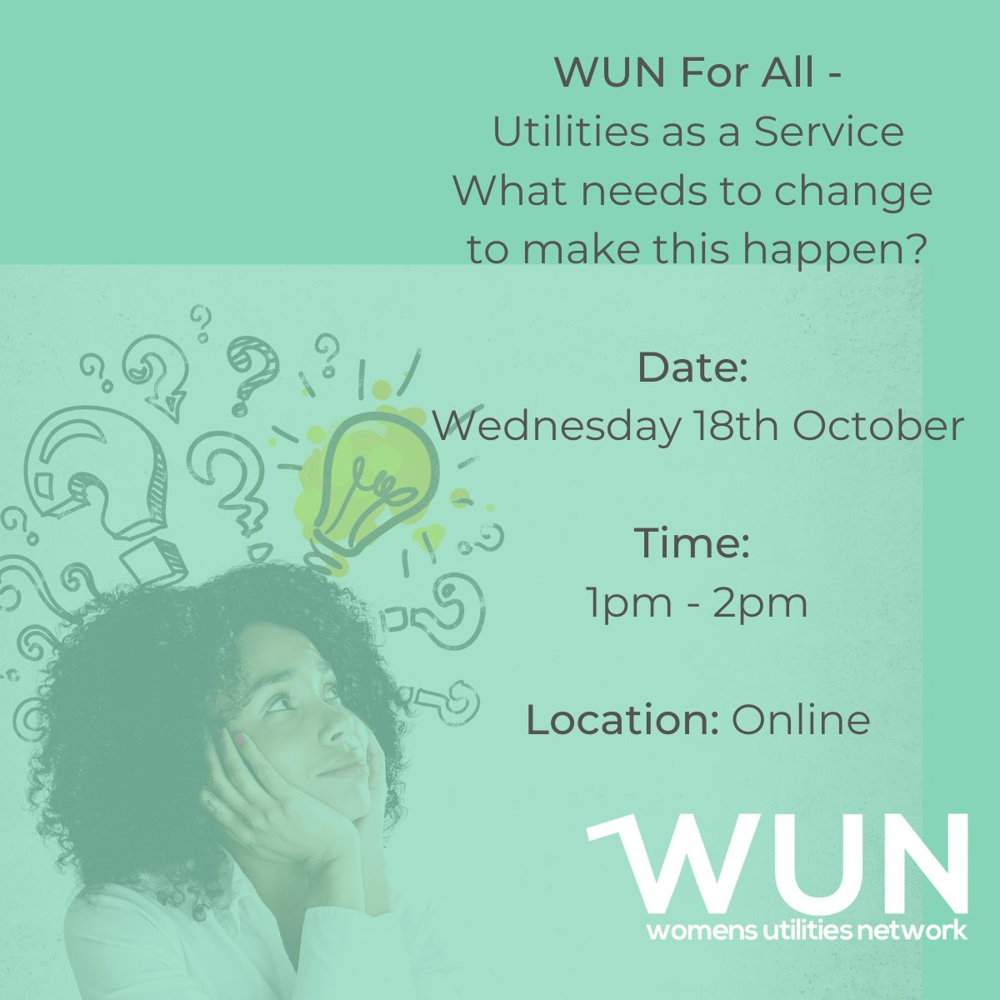 WUN For All -
Utilities as a Service
What needs to change
to make this happen?
Date:
Wednesday 18th October
Time:
1pm - 2pm
Location: Online
WUN
womens utilities network